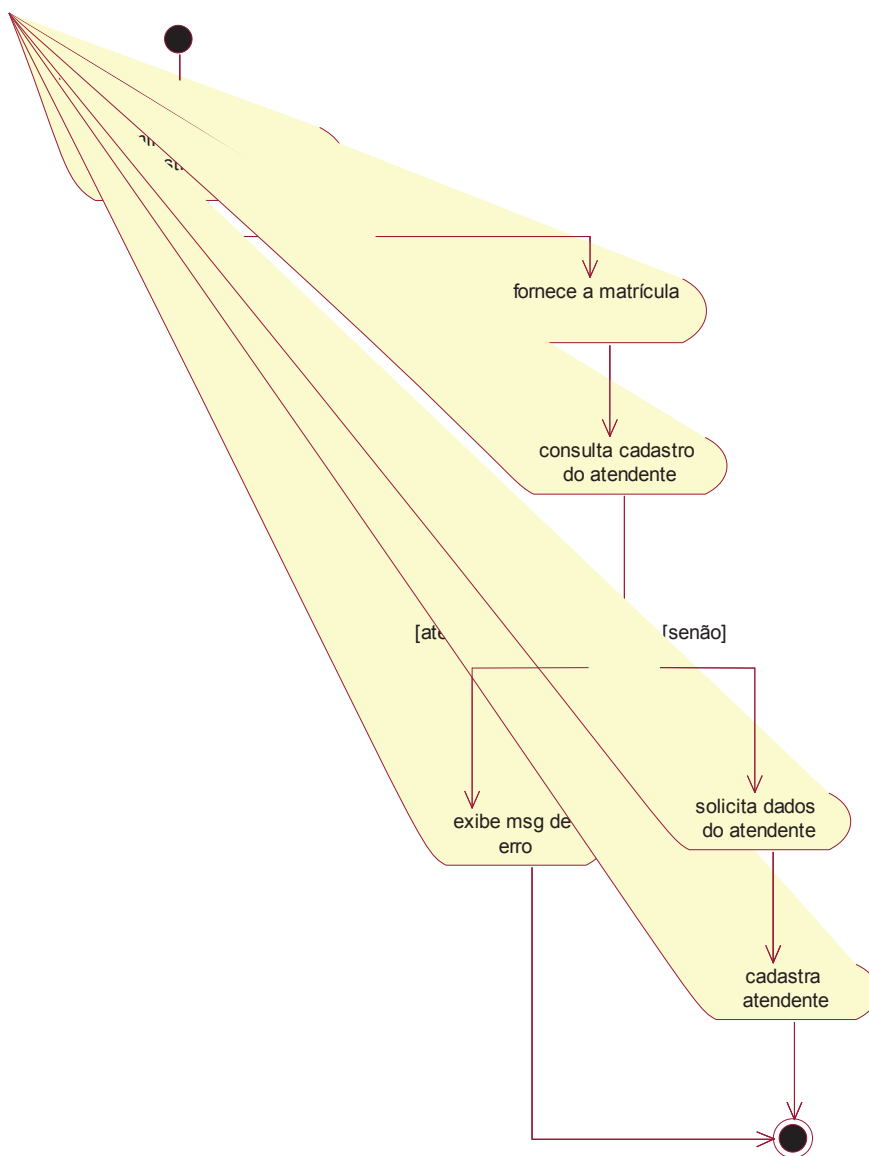 fornece a matrícula
consulta cadastro
do atendente
[senão]
solicita dados
do atendente
exibe msg de
erro
cadastra
atendente